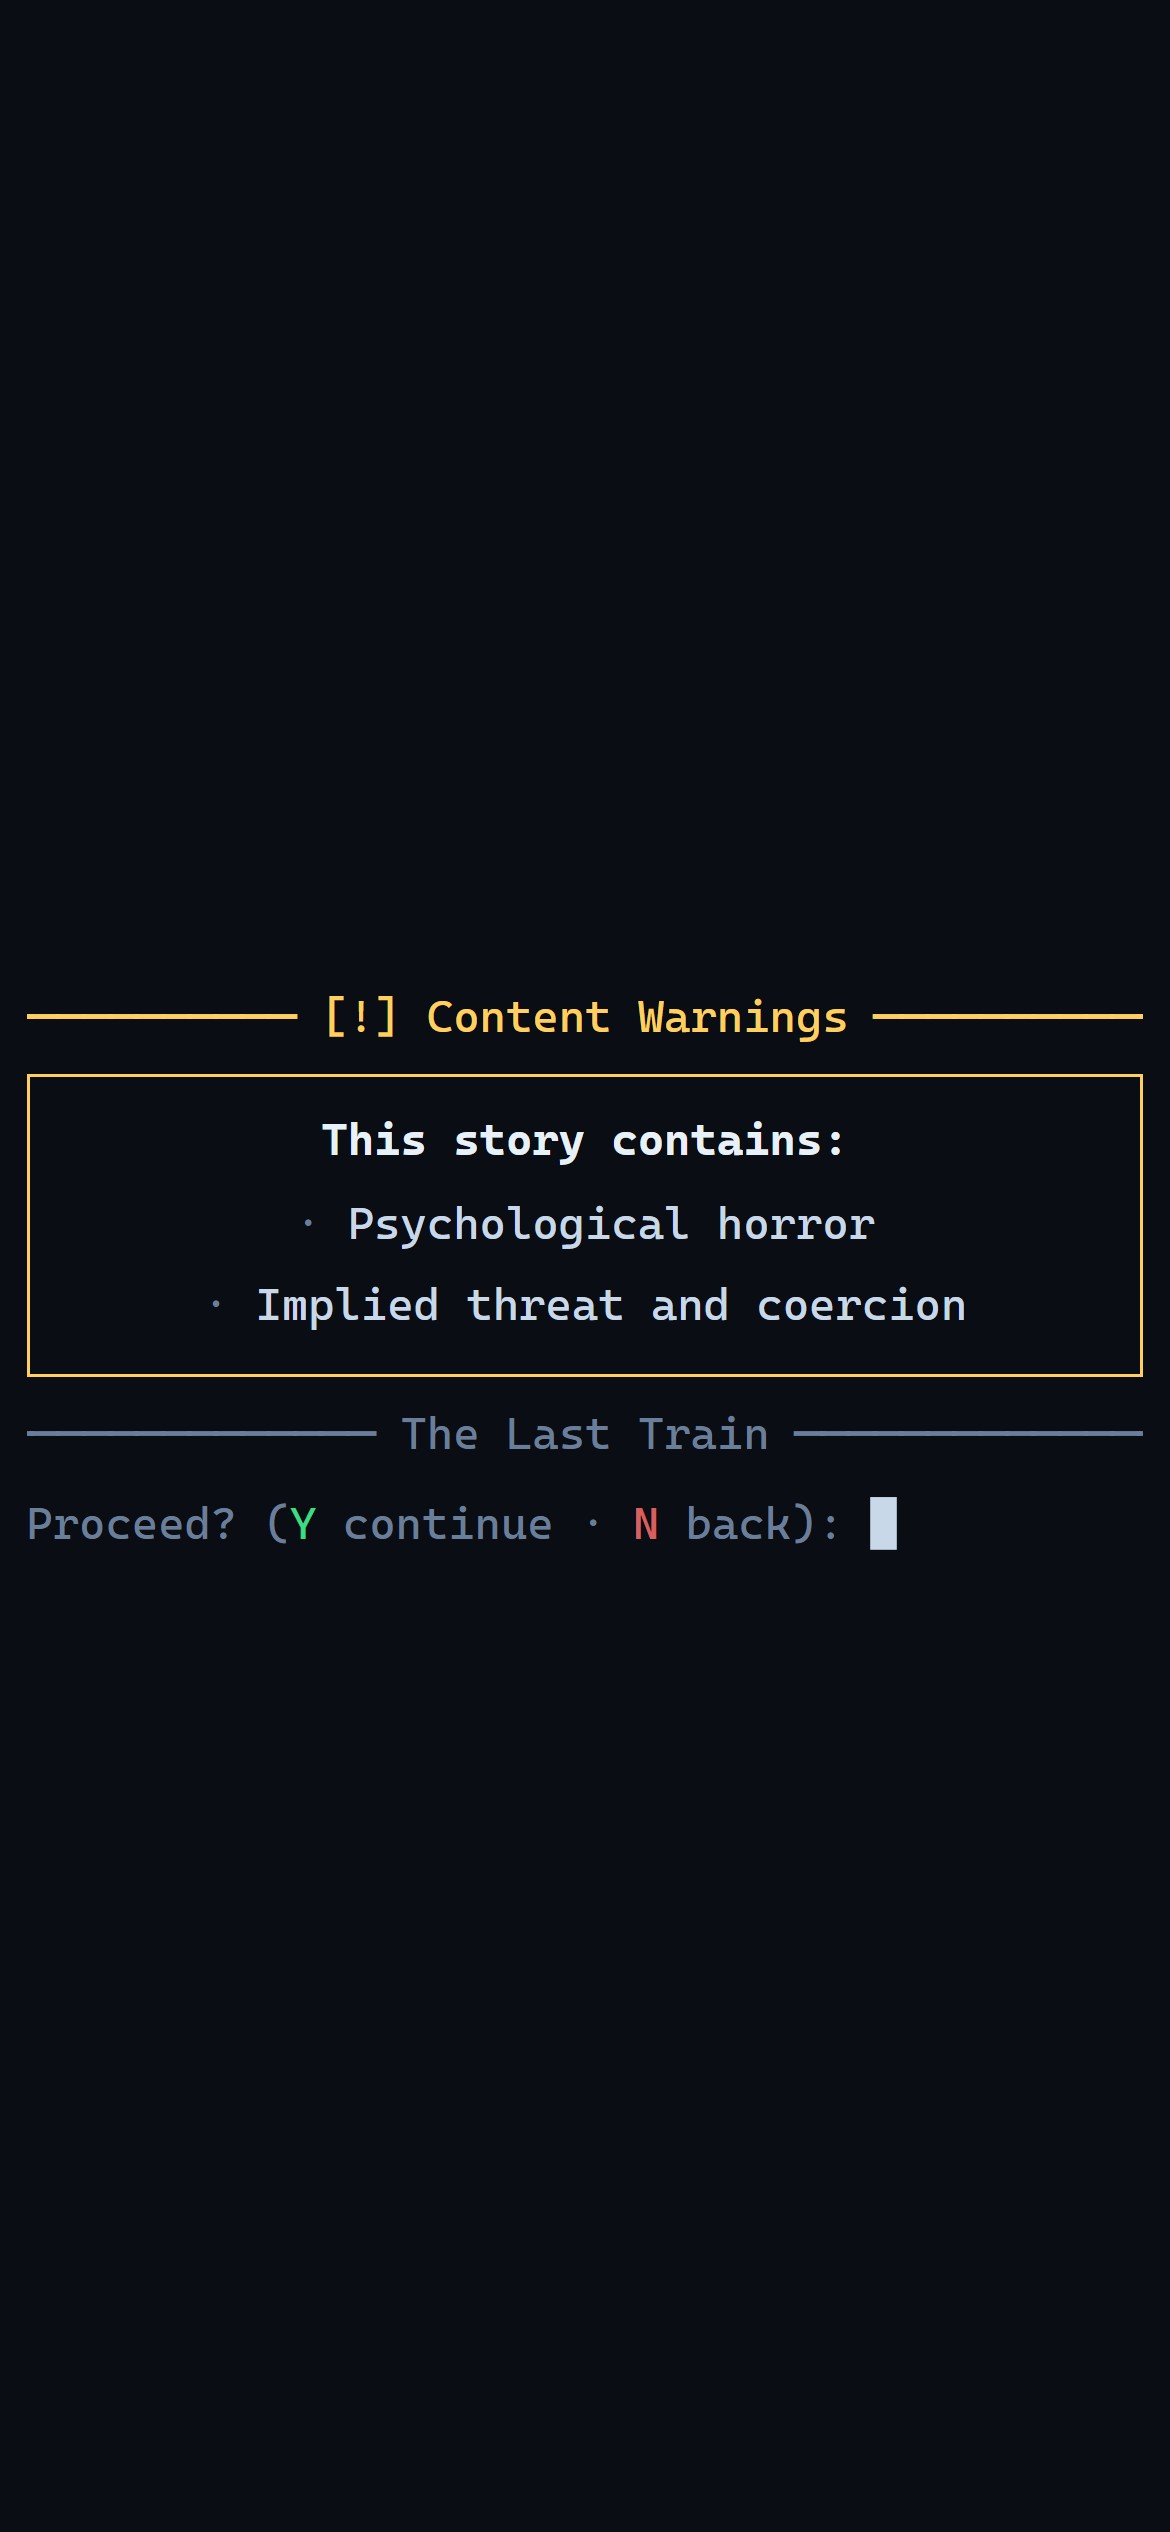 [!] Content Warnings
This story contains:
· Psychological horror
· Implied threat and coercion
The Last Train
Proceed? (Y continue · N back):